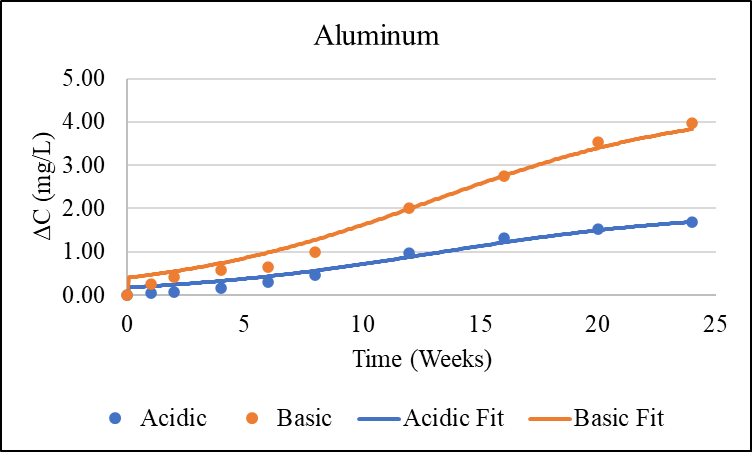 Aluminum
5.00
4.00
3.00
2.00
1.00
0.00
ΔC (mg/L)
0 5 10 15 20 25
Time (Weeks)
Acidic Basic Acidic Fit Basic Fit